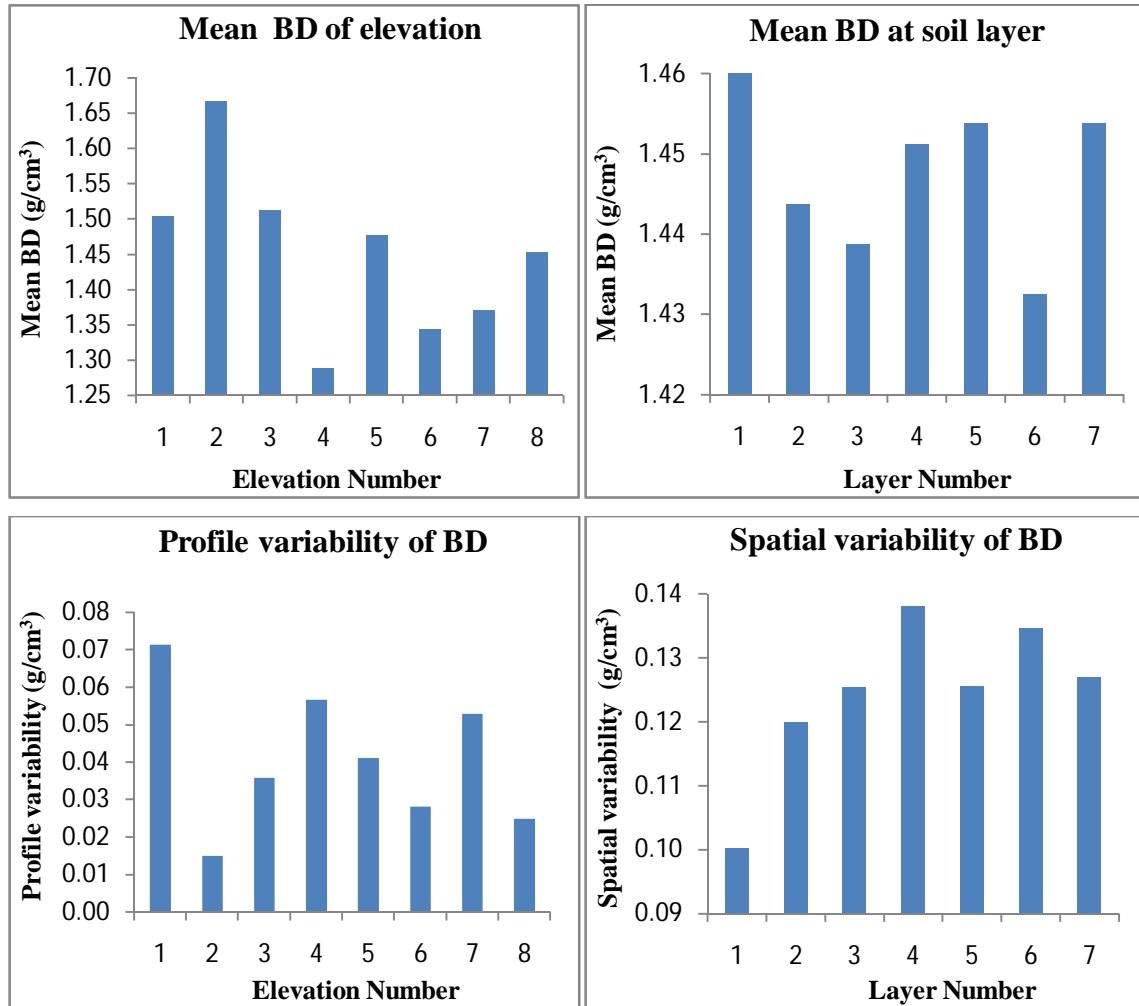 Mean BD of elevation
Mean BD (g/cm³)
1.70
1.65
1.60
1.55
1.50
1.45
1.40
1.35
1.30
1.25
1 2 3 4 5 6 7 8
Elevation Number
Mean BD at soil layer
Mean BD (g/cm³)
1.46
1.45
1.44
1.43
1.42
1 2 3 4 5 6 7
Layer Number
Profile variability of BD
Profile variability (g/cm³)
0.08
0.07
0.06
0.05
0.04
0.03
0.02
0.01
0.00
1 2 3 4 5 6 7 8
Elevation Number
Spatial variability of BD
Spatial variability (g/cm³)
0.14
0.13
0.12
0.11
0.10
0.09
1 2 3 4 5 6 7
Layer Number